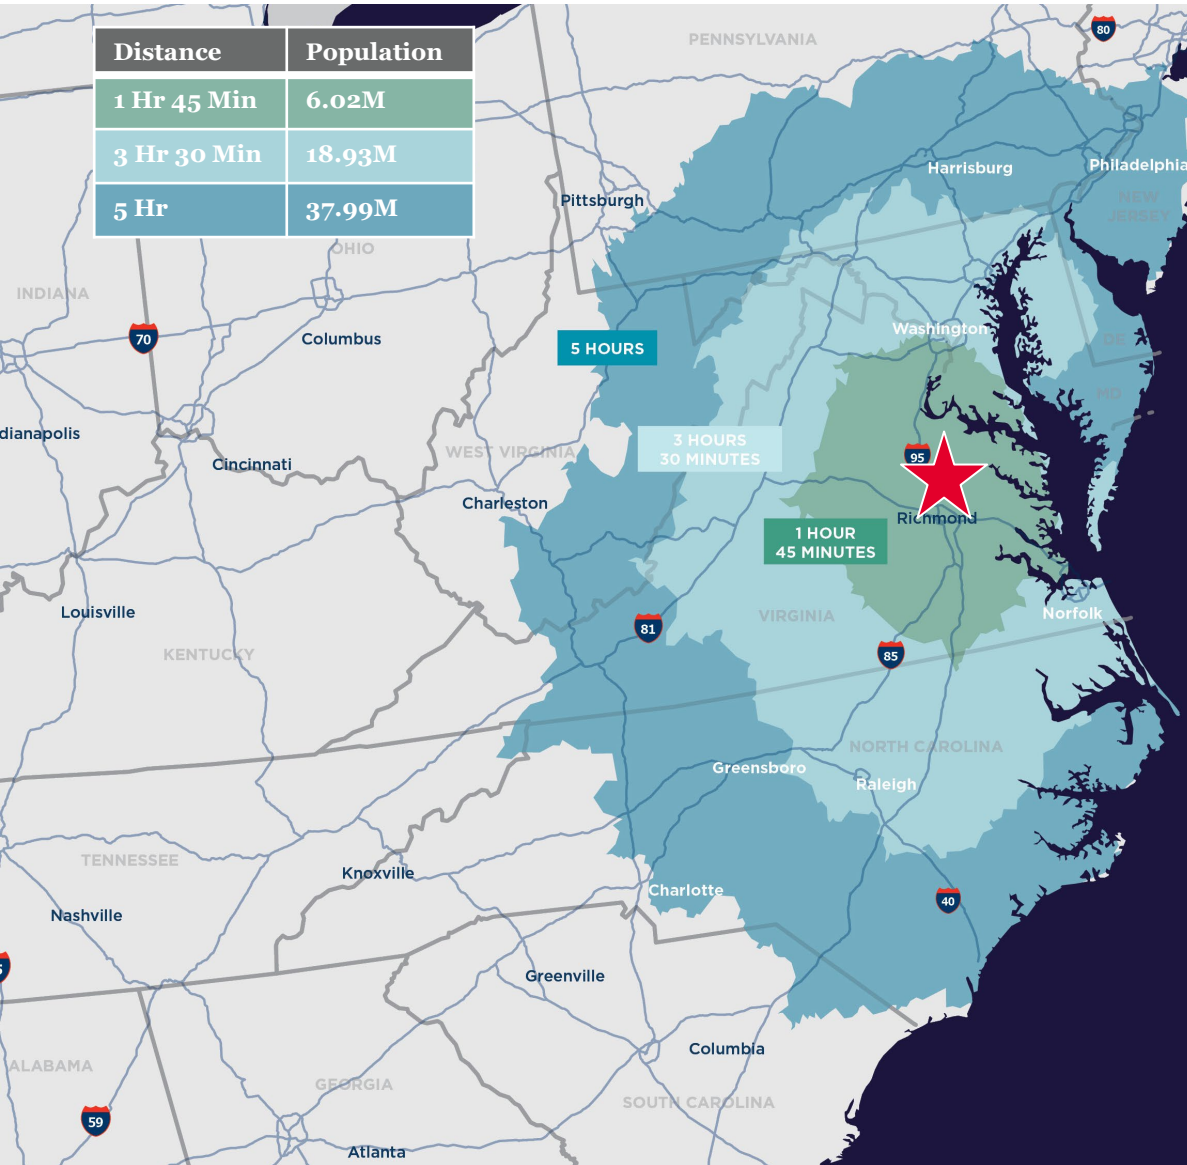 Distance Population
1 Hr 45 Min 6.02M
3 Hr 30 Min 18.93M
5 Hr 37.99M
PENNSYLVANIA
80
Harrisburg
Philadelphia
Pittsburgh
NEW
JERSEY
OHIO
INDIANA
70
Columbus
Washington
DE
5 HOURS
MD
dianapolis
3 HOURS
30 MINUTES
WEST VIRGINIA
95
Cincinnati
Charleston
Richmond
1 HOUR
45 MINUTES
Louisville
VIRGINIA
Norfolk
81
KENTUCKY
85
NORTH CAROLINA
Greensboro
Raleigh
TENNESSEE
Knoxville
Charlotte
40
Nashville
5
Greenville
Columbia
ALABAMA
GEORGIA
SOUTH CAROLINA
59
Atlanta